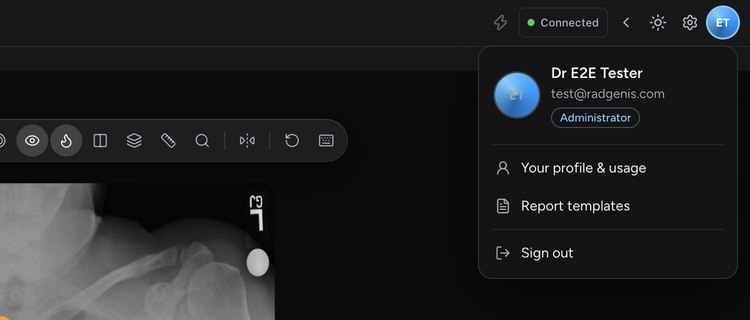 Connected
ET
Dr E2E Tester
ET
test@radgenis.com
Administrator
Your profile & usage
Report templates
Sign out
L